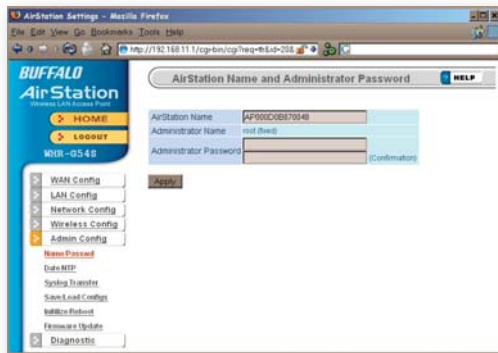 AirStation Settings - Mozilla Firefox
File Edit View Go Bookmarks Tools Help
BUFFALO
AirStation
Wireless LAN Access Point
HOME
LOGOUT
WHR-G54S
WAN Config
LAN Config
Network Config
Wireless Config
Admin Config
Name Passwd
Date NTP
Syslog Transfer
Save Load Configs
Initilize Reboot
Firmware Update
Diagnostic
AirStation Name and Administrator Password
HELP
AirStation Name
Administrator Name root (fixed)
Administrator Password
(Confirmation)
Apply